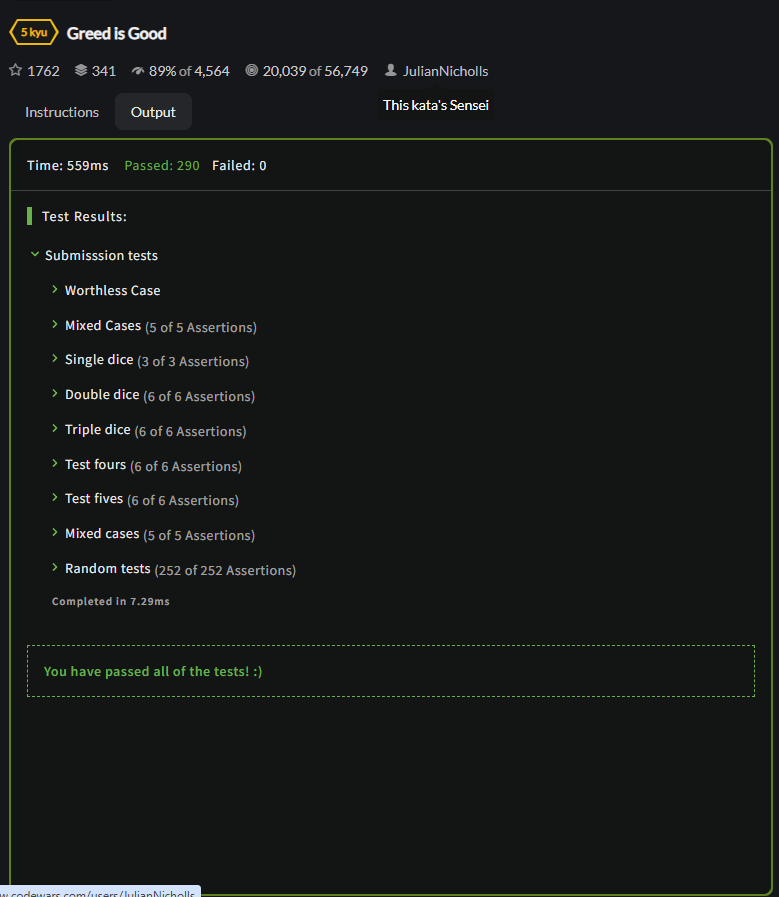 5 kyu Greed is Good
1762 341 89% of 4,564 20,039 of 56,749 JulianNicholls
This kata's Sensei
Instructions Output
Time: 559ms Passed: 290 Failed: 0
Test Results:
Submisssion tests
Worthless Case
Mixed Cases (5 of 5 Assertions)
Single dice (3 of 3 Assertions)
Double dice (6 of 6 Assertions)
Triple dice (6 of 6 Assertions)
Test fours (6 of 6 Assertions)
Test fives (6 of 6 Assertions)
Mixed cases (5 of 5 Assertions)
Random tests (252 of 252 Assertions)
Completed in 7.29ms
You have passed all of the tests! :)
w.codewars.com/users/JulianNicholls